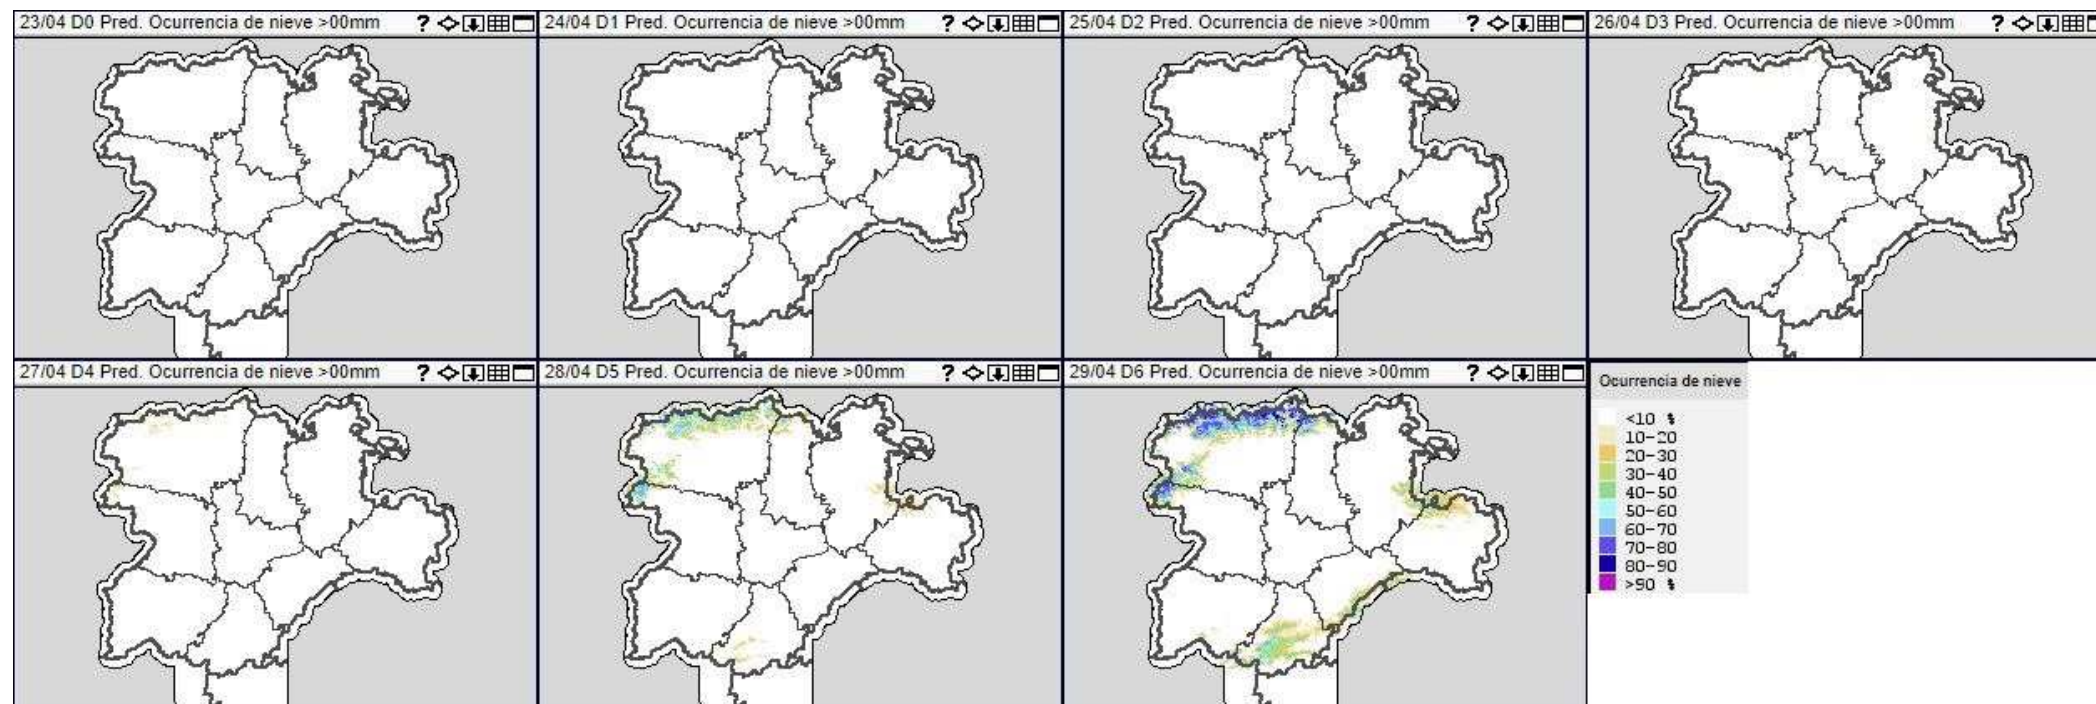 23/04 D0 Pred. Ocurrencia de nieve >00mm ?
24/04 D1 Pred. Ocurrencia de nieve >00mm ?
25/04 D2 Pred. Ocurrencia de nieve >00mm ?
26/04 D3 Pred. Ocurrencia de nieve >00mm ?
27/04 D4 Pred. Ocurrencia de nieve >00mm ?
28/04 D5 Pred. Ocurrencia de nieve >00mm ?
29/04 D6 Pred. Ocurrencia de nieve >00mm ?
Ocurrencia de nieve
<10 %
10-20
20-30
30-40
40-50
50-60
60-70
70-80
80-90
>90 %